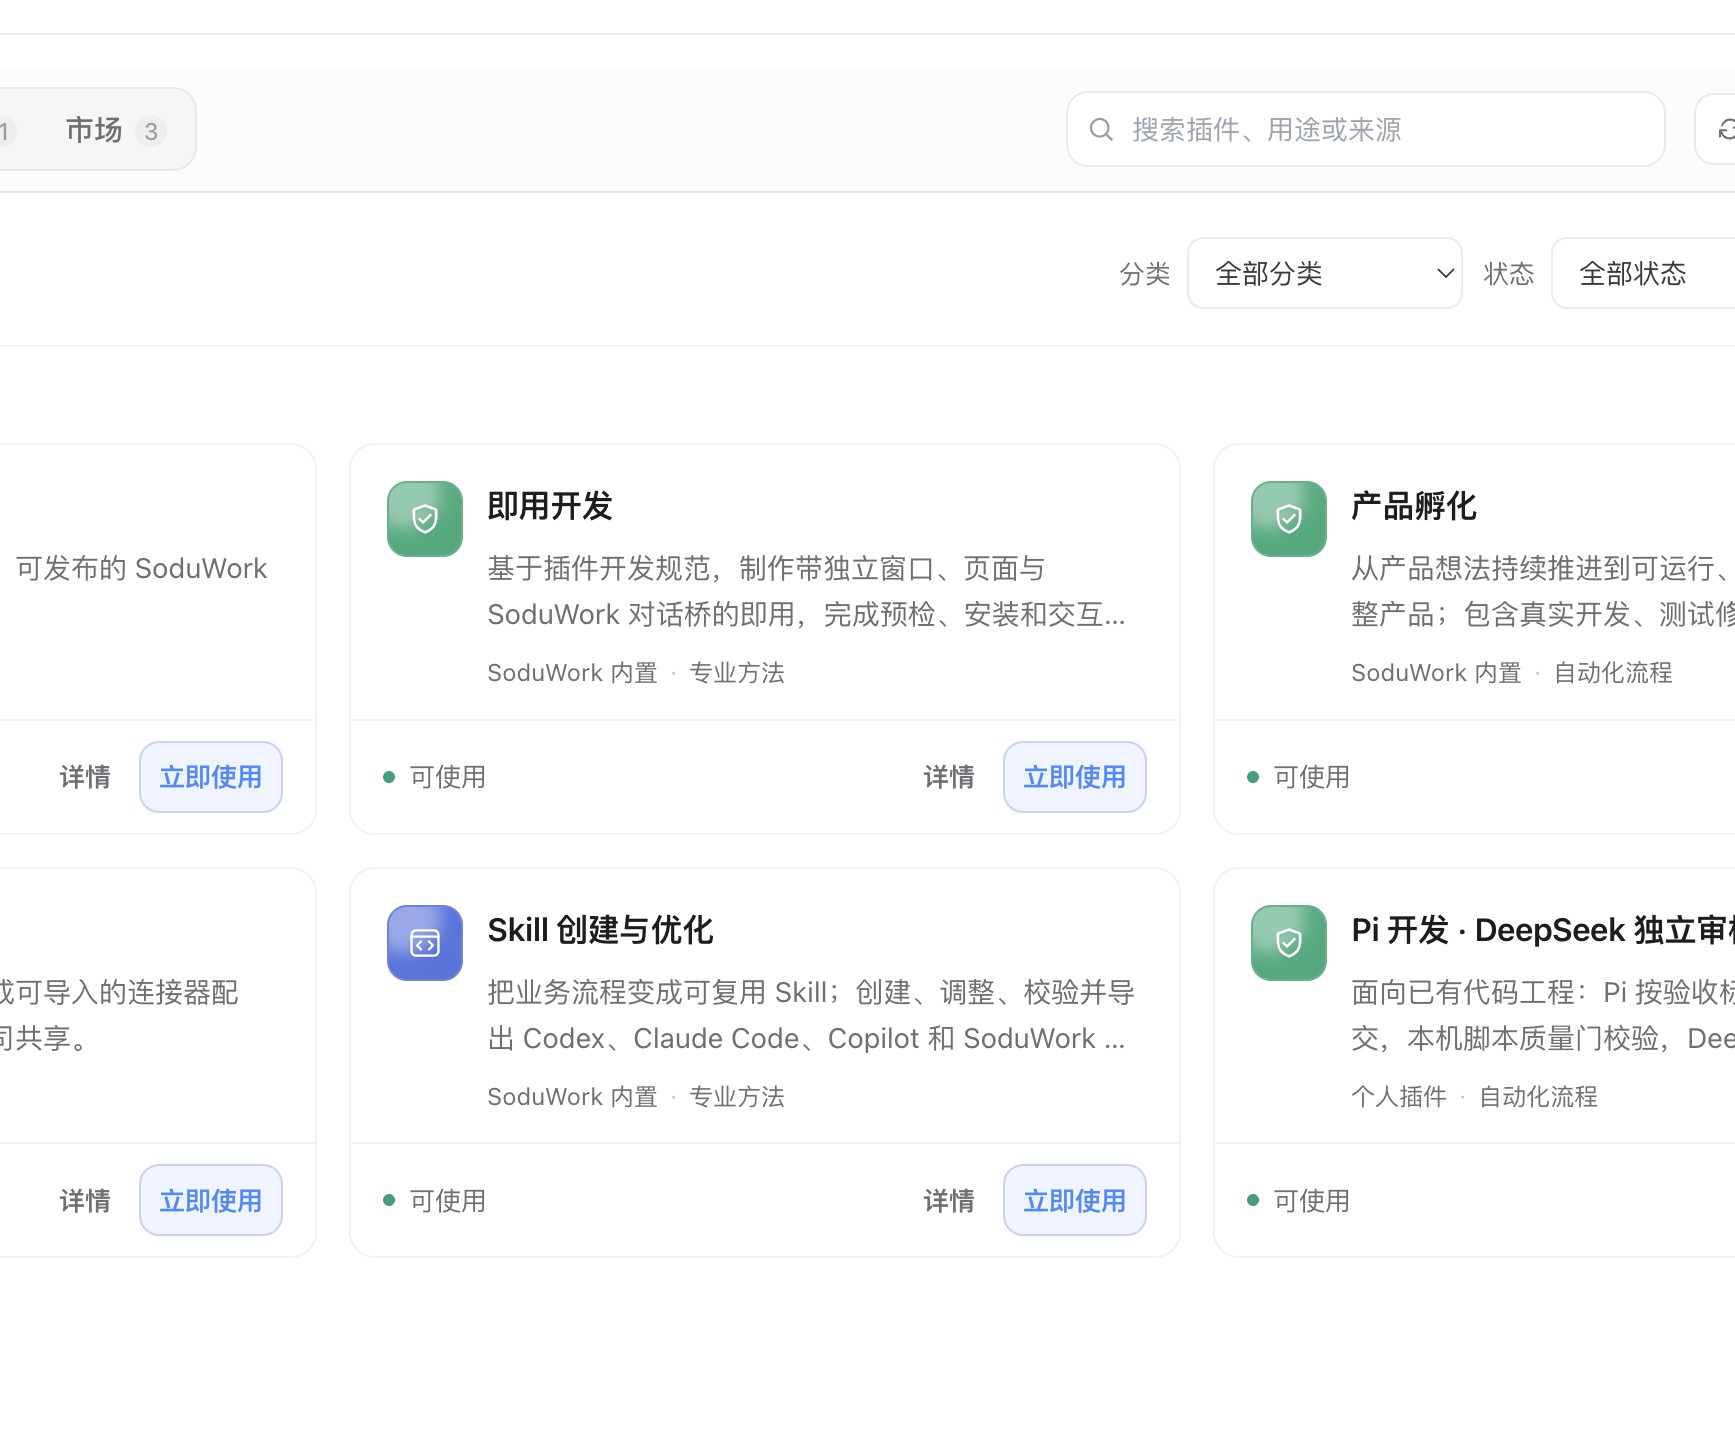 1 市场 3 搜索插件、用途或来源
分类 全部分类 状态 全部状态
可发布的 SoduWork
详情 立即使用
即用开发
基于插件开发规范，制作带独立窗口、页面与
SoduWork 对话桥的即用，完成预检、安装和交互...
SoduWork 内置 · 专业方法
可使用 详情 立即使用
产品孵化
从产品想法持续推进到可运行、
整产品；包含真实开发、测试修
SoduWork 内置 · 自动化流程
可使用
成可导入的连接器配
司共享。
详情 立即使用
Skill 创建与优化
把业务流程变成可复用 Skill；创建、调整、校验并导
出 Codex、Claude Code、Copilot 和 SoduWork ...
SoduWork 内置 · 专业方法
可使用 详情 立即使用
Pi 开发 · DeepSeek 独立审
面向已有代码工程：Pi 按验收标
交，本机脚本质量门校验，Dee
个人插件 · 自动化流程
可使用